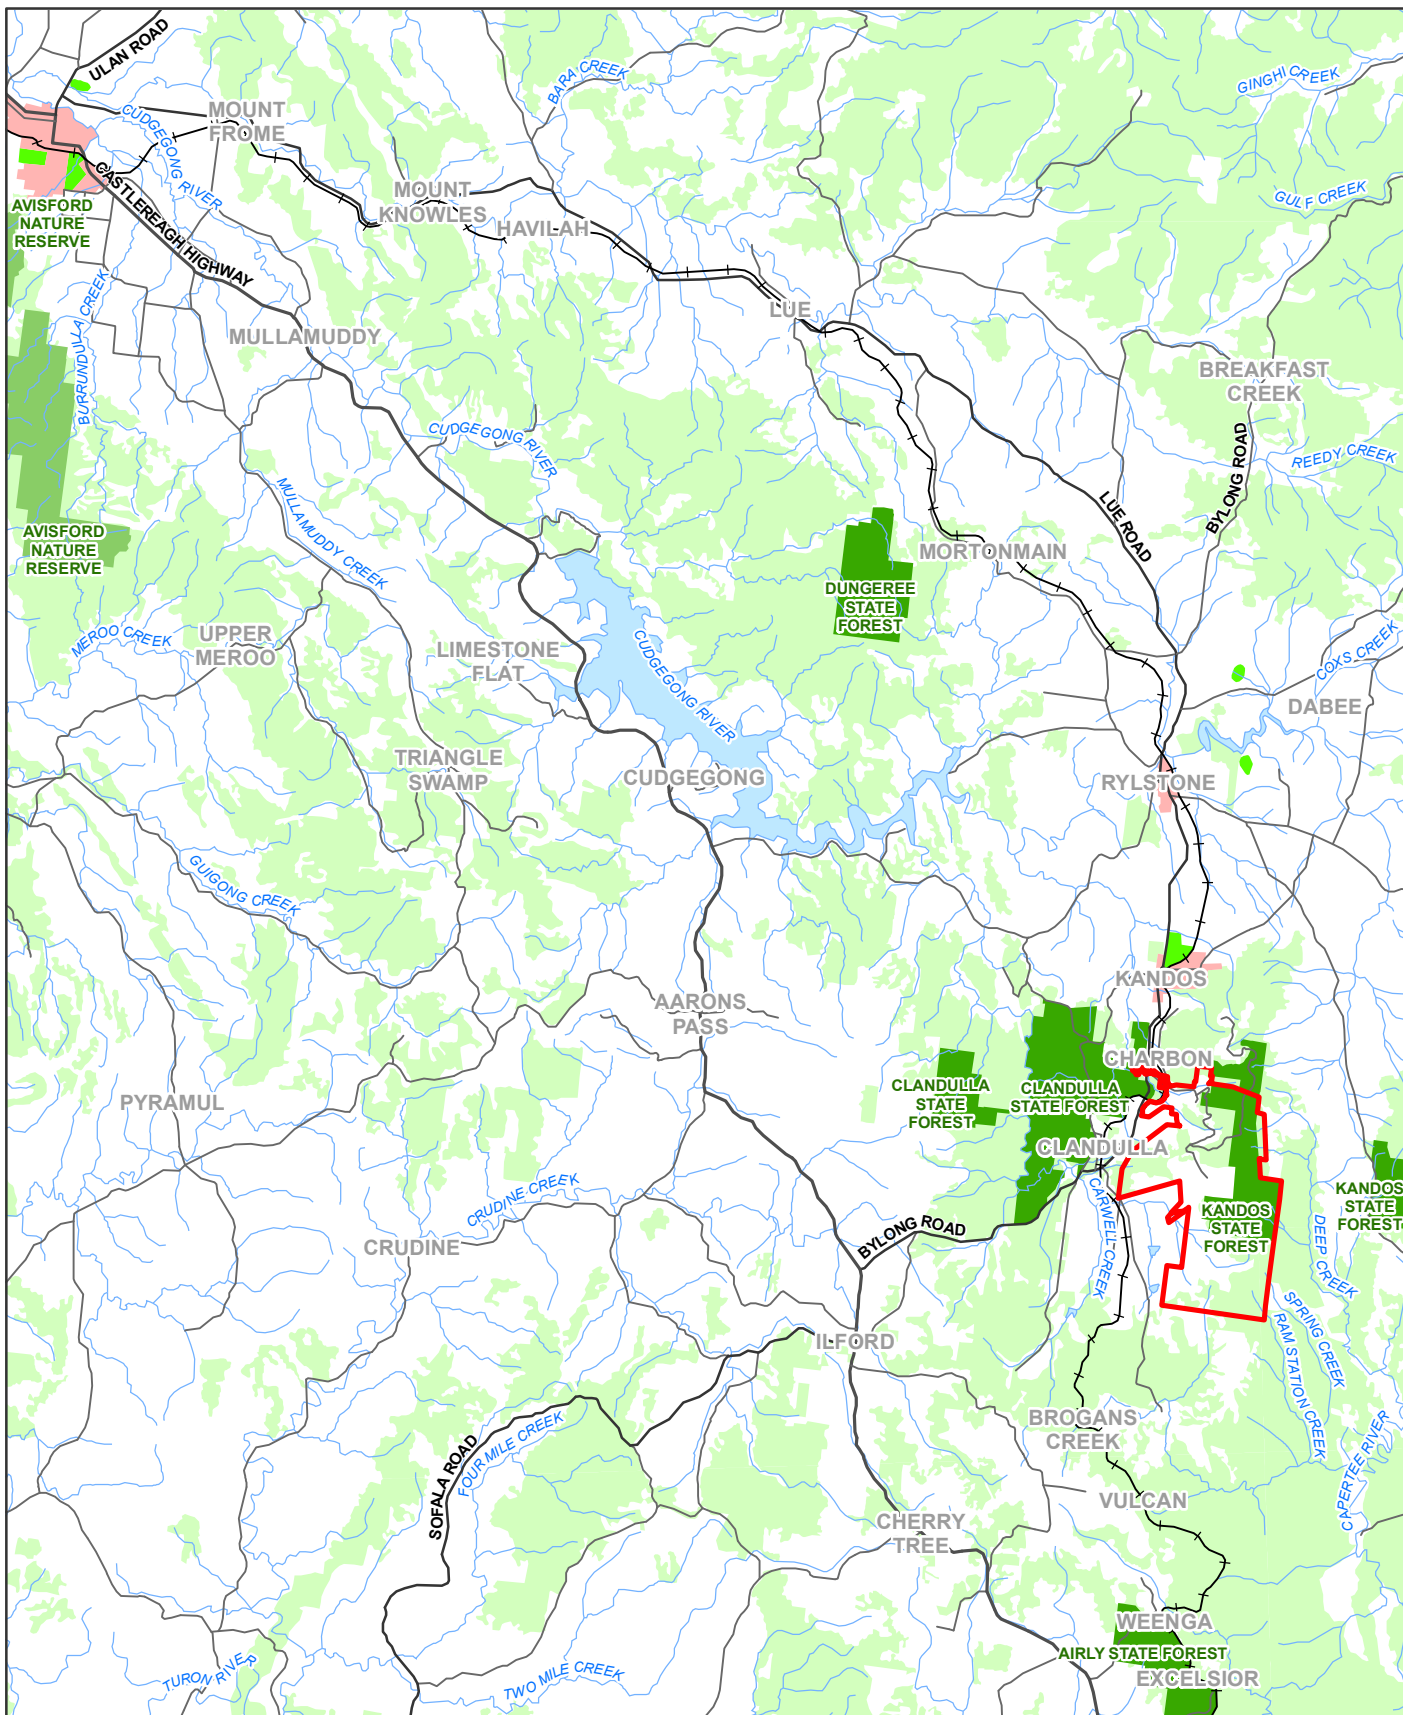 ULAN ROAD
BARA CREEK
GINGHI CREEK
MOUNT
FROME
CUDGEGONG RIVER
CASTLEREAGH HIGHWAY
MOUNT
KNOWLES
HAVILAH
GULF CREEK
AVISFORD
NATURE
RESERVE
BURRUNDULLA CREEK
MULLAMUDDY
LUE
BREAKFAST
CREEK
CUDGEGONG RIVER
REEDY CREEK
BYLONG ROAD
LUE ROAD
MULLAMUDDY CREEK
AVISFORD
NATURE
RESERVE
MORTONMAIN
DUNGEREE
STATE
FOREST
MEROO CREEK
UPPER
MEROO
LIMESTONE
FLAT
CUDGEGONG RIVER
COXS CREEK
DABEE
TRIANGLE
SWAMP
CUDGEGONG
RYLSTONE
GUIGONG CREEK
KANDOS
AARONS
PASS
CHARBON
CLANDULLA
STATE
FOREST
CLANDULLA
STATE FOREST
PYRAMUL
CLANDULLA
CRUDINE CREEK
CARWELL CREEK
KANDOS
STATE
FOREST
KANDOS
STATE
FOREST
DEEP CREEK
CRUDINE
BYLONG ROAD
SPRING CREEK
RAM STATION CREEK
ILFORD
BROGANS
CREEK
CAPERTEE RIVER
SOFALA ROAD
FOUR MILE CREEK
VULCAN
CHERRY
TREE
WEENGA
AIRLY STATE FOREST
EXCELSIOR
TURON RIVER
TWO MILE CREEK